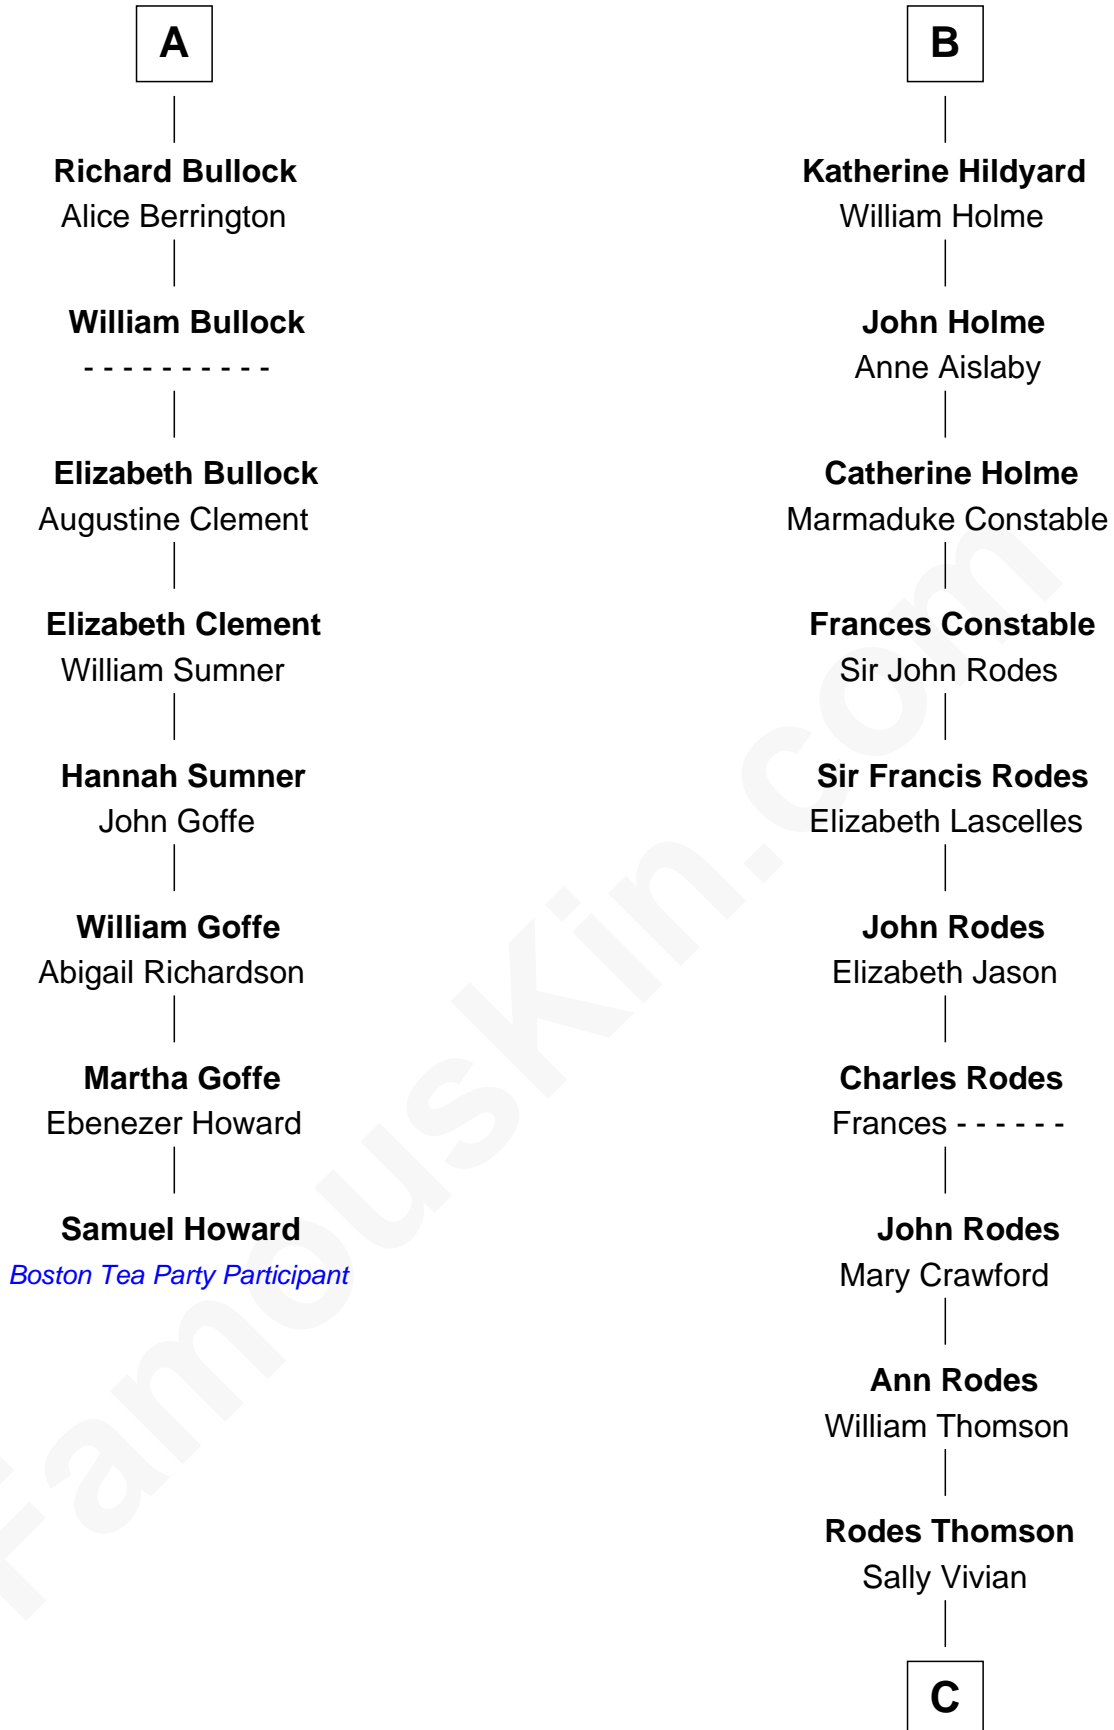 A
Richard Bullock
Alice Berrington
William Bullock
- - - - - - - - - -
Elizabeth Bullock
Augustine Clement
Elizabeth Clement
William Sumner
Hannah Sumner
John Goffe
William Goffe
Abigail Richardson
Martha Goffe
Ebenezer Howard
Samuel Howard
Boston Tea Party Participant
B
Katherine Hildyard
William Holme
John Holme
Anne Aislaby
Catherine Holme
Marmaduke Constable
Frances Constable
Sir John Rodes
Sir Francis Rodes
Elizabeth Lascelles
John Rodes
Elizabeth Jason
Charles Rodes
Frances - - - - - -
John Rodes
Mary Crawford
Ann Rodes
William Thomson
Rodes Thomson
Sally Vivian
C
FamousKin.com